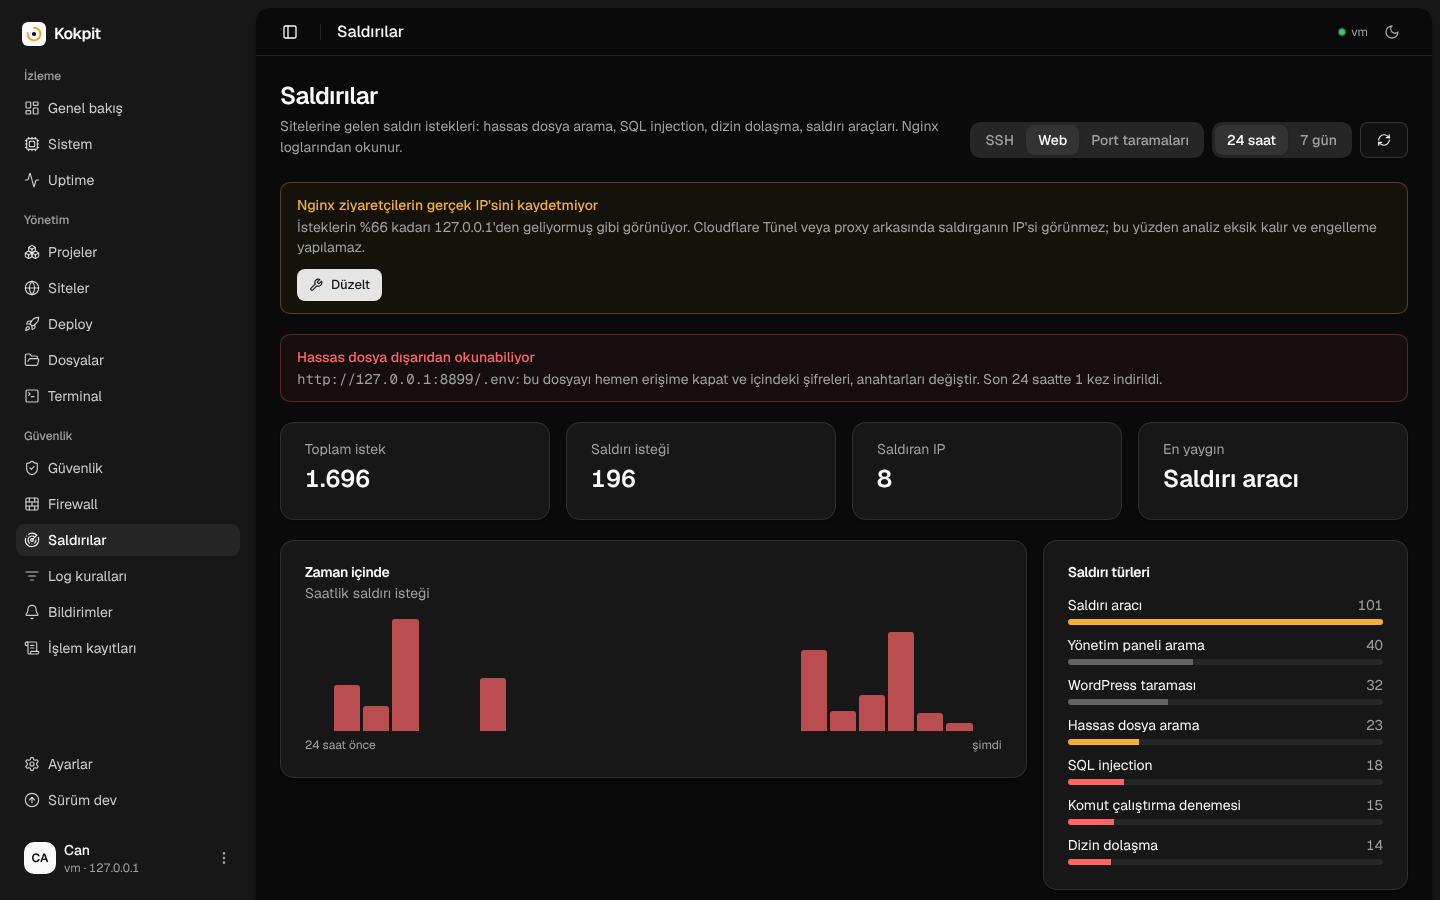 Kokpit
İzleme
Genel bakış
Sistem
Uptime
Yönetim
Projeler
Siteler
Deploy
Dosyalar
Terminal
Güvenlik
Güvenlik
Firewall
Saldırılar
Log kuralları
Bildirimler
İşlem kayıtları
Ayarlar
Sürüm dev
CA
Can
vm · 127.0.0.1
Saldırılar
vm
Saldırılar
Sitelerine gelen saldırı istekleri: hassas dosya arama, SQL injection, dizin dolaşma, saldırı araçları. Nginx
loglarından okunur.
SSH Web Port taramaları
24 saat 7 gün
Nginx ziyaretçilerin gerçek IP'sini kaydetmiyor
İsteklerin %66 kadarı 127.0.0.1'den geliyormuş gibi görünüyor. Cloudflare Tünel veya proxy arkasında saldırganın IP'si görünmez; bu yüzden analiz eksik kalır ve engelleme
yapılamaz.
Düzelt
Hassas dosya dışarıdan okunabiliyor
http://127.0.0.1:8899/.env: bu dosyayı hemen erişime kapat ve içindeki şifreleri, anahtarları değiştir. Son 24 saatte 1 kez indirildi.
Toplam istek
1.696
Saldırı isteği
196
Saldıran IP
8
En yaygın
Saldırı aracı
Zaman içinde
Saatlik saldırı isteği
24 saat önce
şimdi
Saldırı türleri
Saldırı aracı 101
Yönetim paneli arama 40
WordPress taraması 32
Hassas dosya arama 23
SQL injection 18
Komut çalıştırma denemesi 15
Dizin dolaşma 14